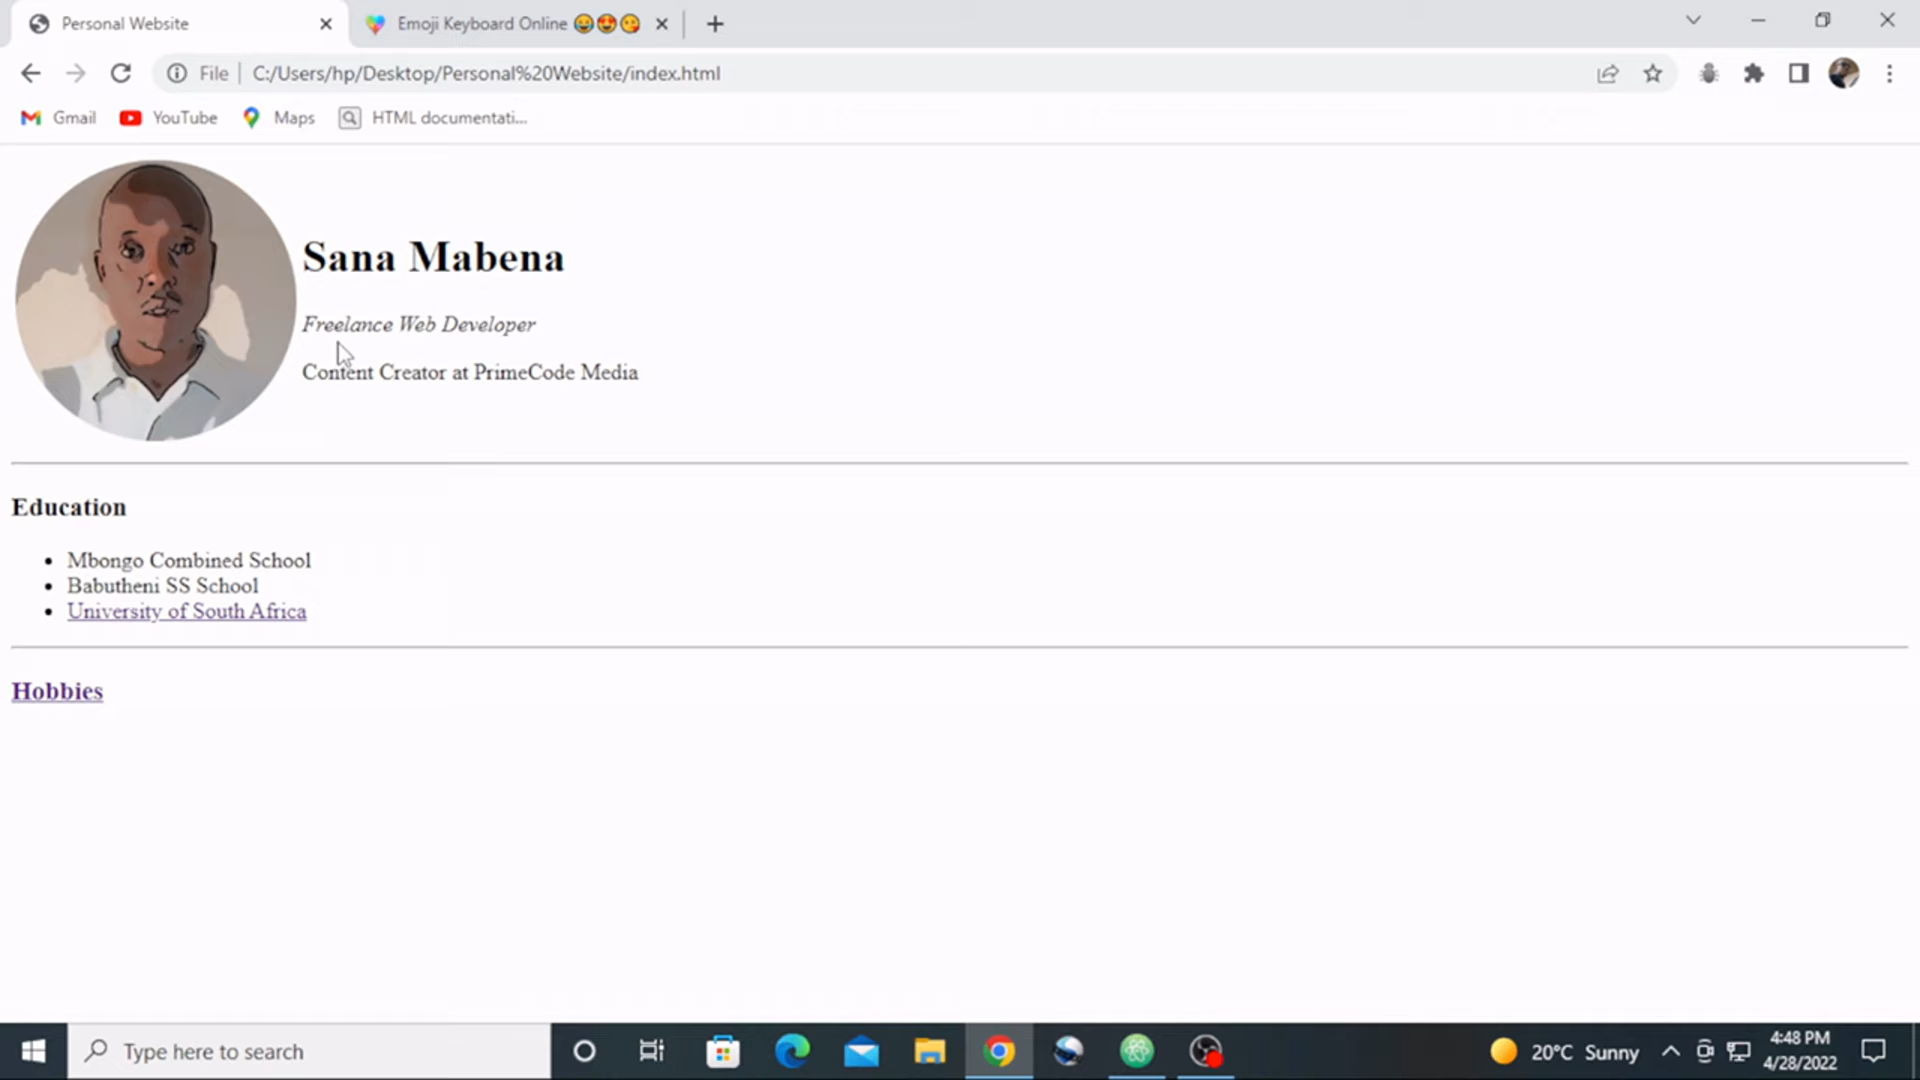 Personal Website
Emoji Keyboard Online 😂😍😘
File
C:/Users/hp/Desktop/Personal%20Website/index.html
Gmail
YouTube
Maps
HTML documentati...
Sana Mabena
Freelance Web Developer
Content Creator at PrimeCode Media
Education
• Mbongo Combined School
• Babutheni SS School
• University of South Africa
Hobbies
Type here to search
20°C Sunny
4:48 PM
4/28/2022